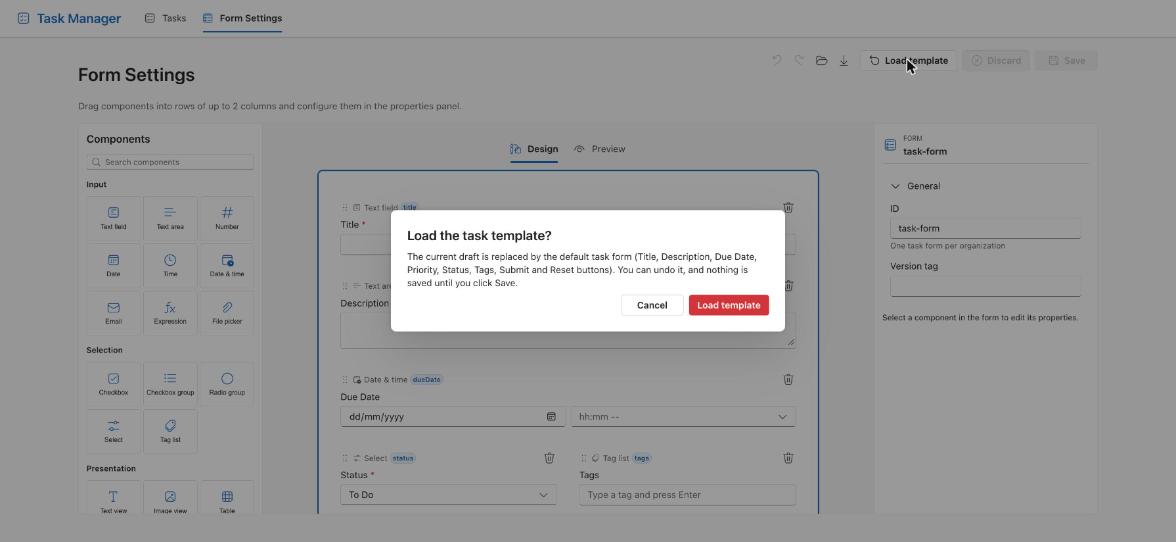 Task Manager
Tasks
Form Settings
Form Settings
Load template
Discard
Save
Drag components into rows of up to 2 columns and configure them in the properties panel.
Components
Search components
Input
Text field
Text area
Number
Date
Time
Date & time
Email
Expression
File picker
Selection
Checkbox
Checkbox group
Radio group
Select
Tag list
Presentation
Text view
Image view
Table
Design
Preview
Text field title
Title *
Text are
Description
Load the task template?
The current draft is replaced by the default task form (Title, Description, Due Date,
Priority, Status, Tags, Submit and Reset buttons). You can undo it, and nothing is
saved until you click Save.
Cancel
Load template
Date & time dueDate
Due Date
dd/mm/yyyy
hh:mm --
Select status
Status *
To Do
Tag list tags
Tags
Type a tag and press Enter
FORM
task-form
General
ID
task-form
One task form per organization
Version tag
Select a component in the form to edit its properties.